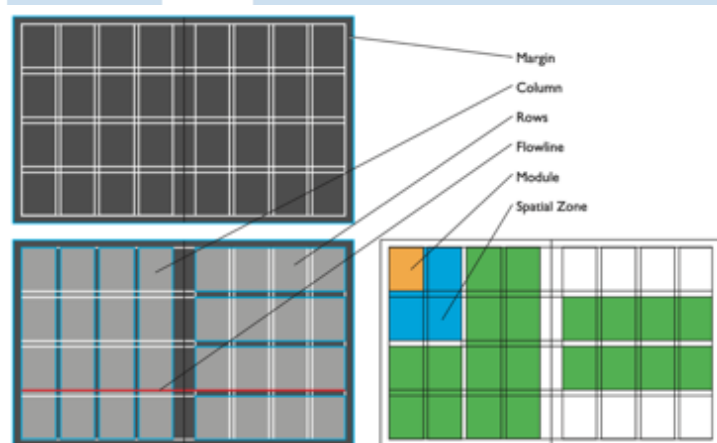 Margin
Column
Rows
Flowline
Module
Spatial Zone